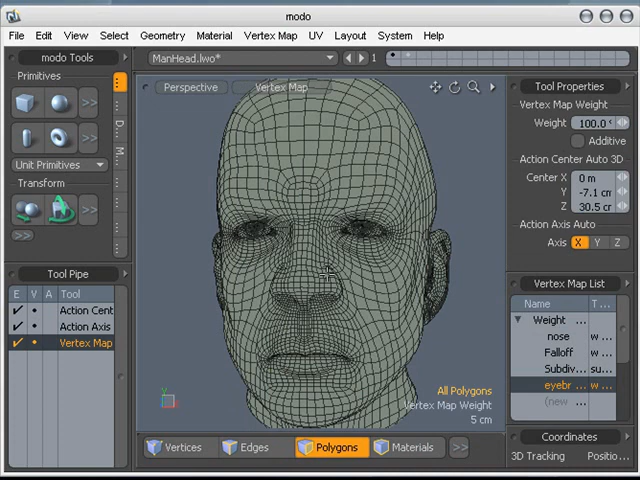 modo
File Edit View Select Geometry Material Vertex Map UV Layout System Help
modo Tools
ManHead.lwo*
1
Primitives
Perspective
Vertex Map
Tool Properties
Vertex Map Weight
Weight 100.0
Additive
Action Center Auto 3D
Center X 0 m
Y -7.1 cm
Z 30.5 cr
Action Axis Auto
Axis X Y Z
D...
M...
Unit Primitives
Transform
>>
Tool Pipe
E V A Tool
Action Cent
Action Axis
Vertex Map
Vertex Map List
Name T...
Weight ...
nose w ...
Falloff w ...
Subdiv... su...
eyebr w ...
(new ...
All Polygons
Vertex Map Weight
5 cm
Vertices Edges Polygons Materials >>
Coordinates
3D Tracking Positio...